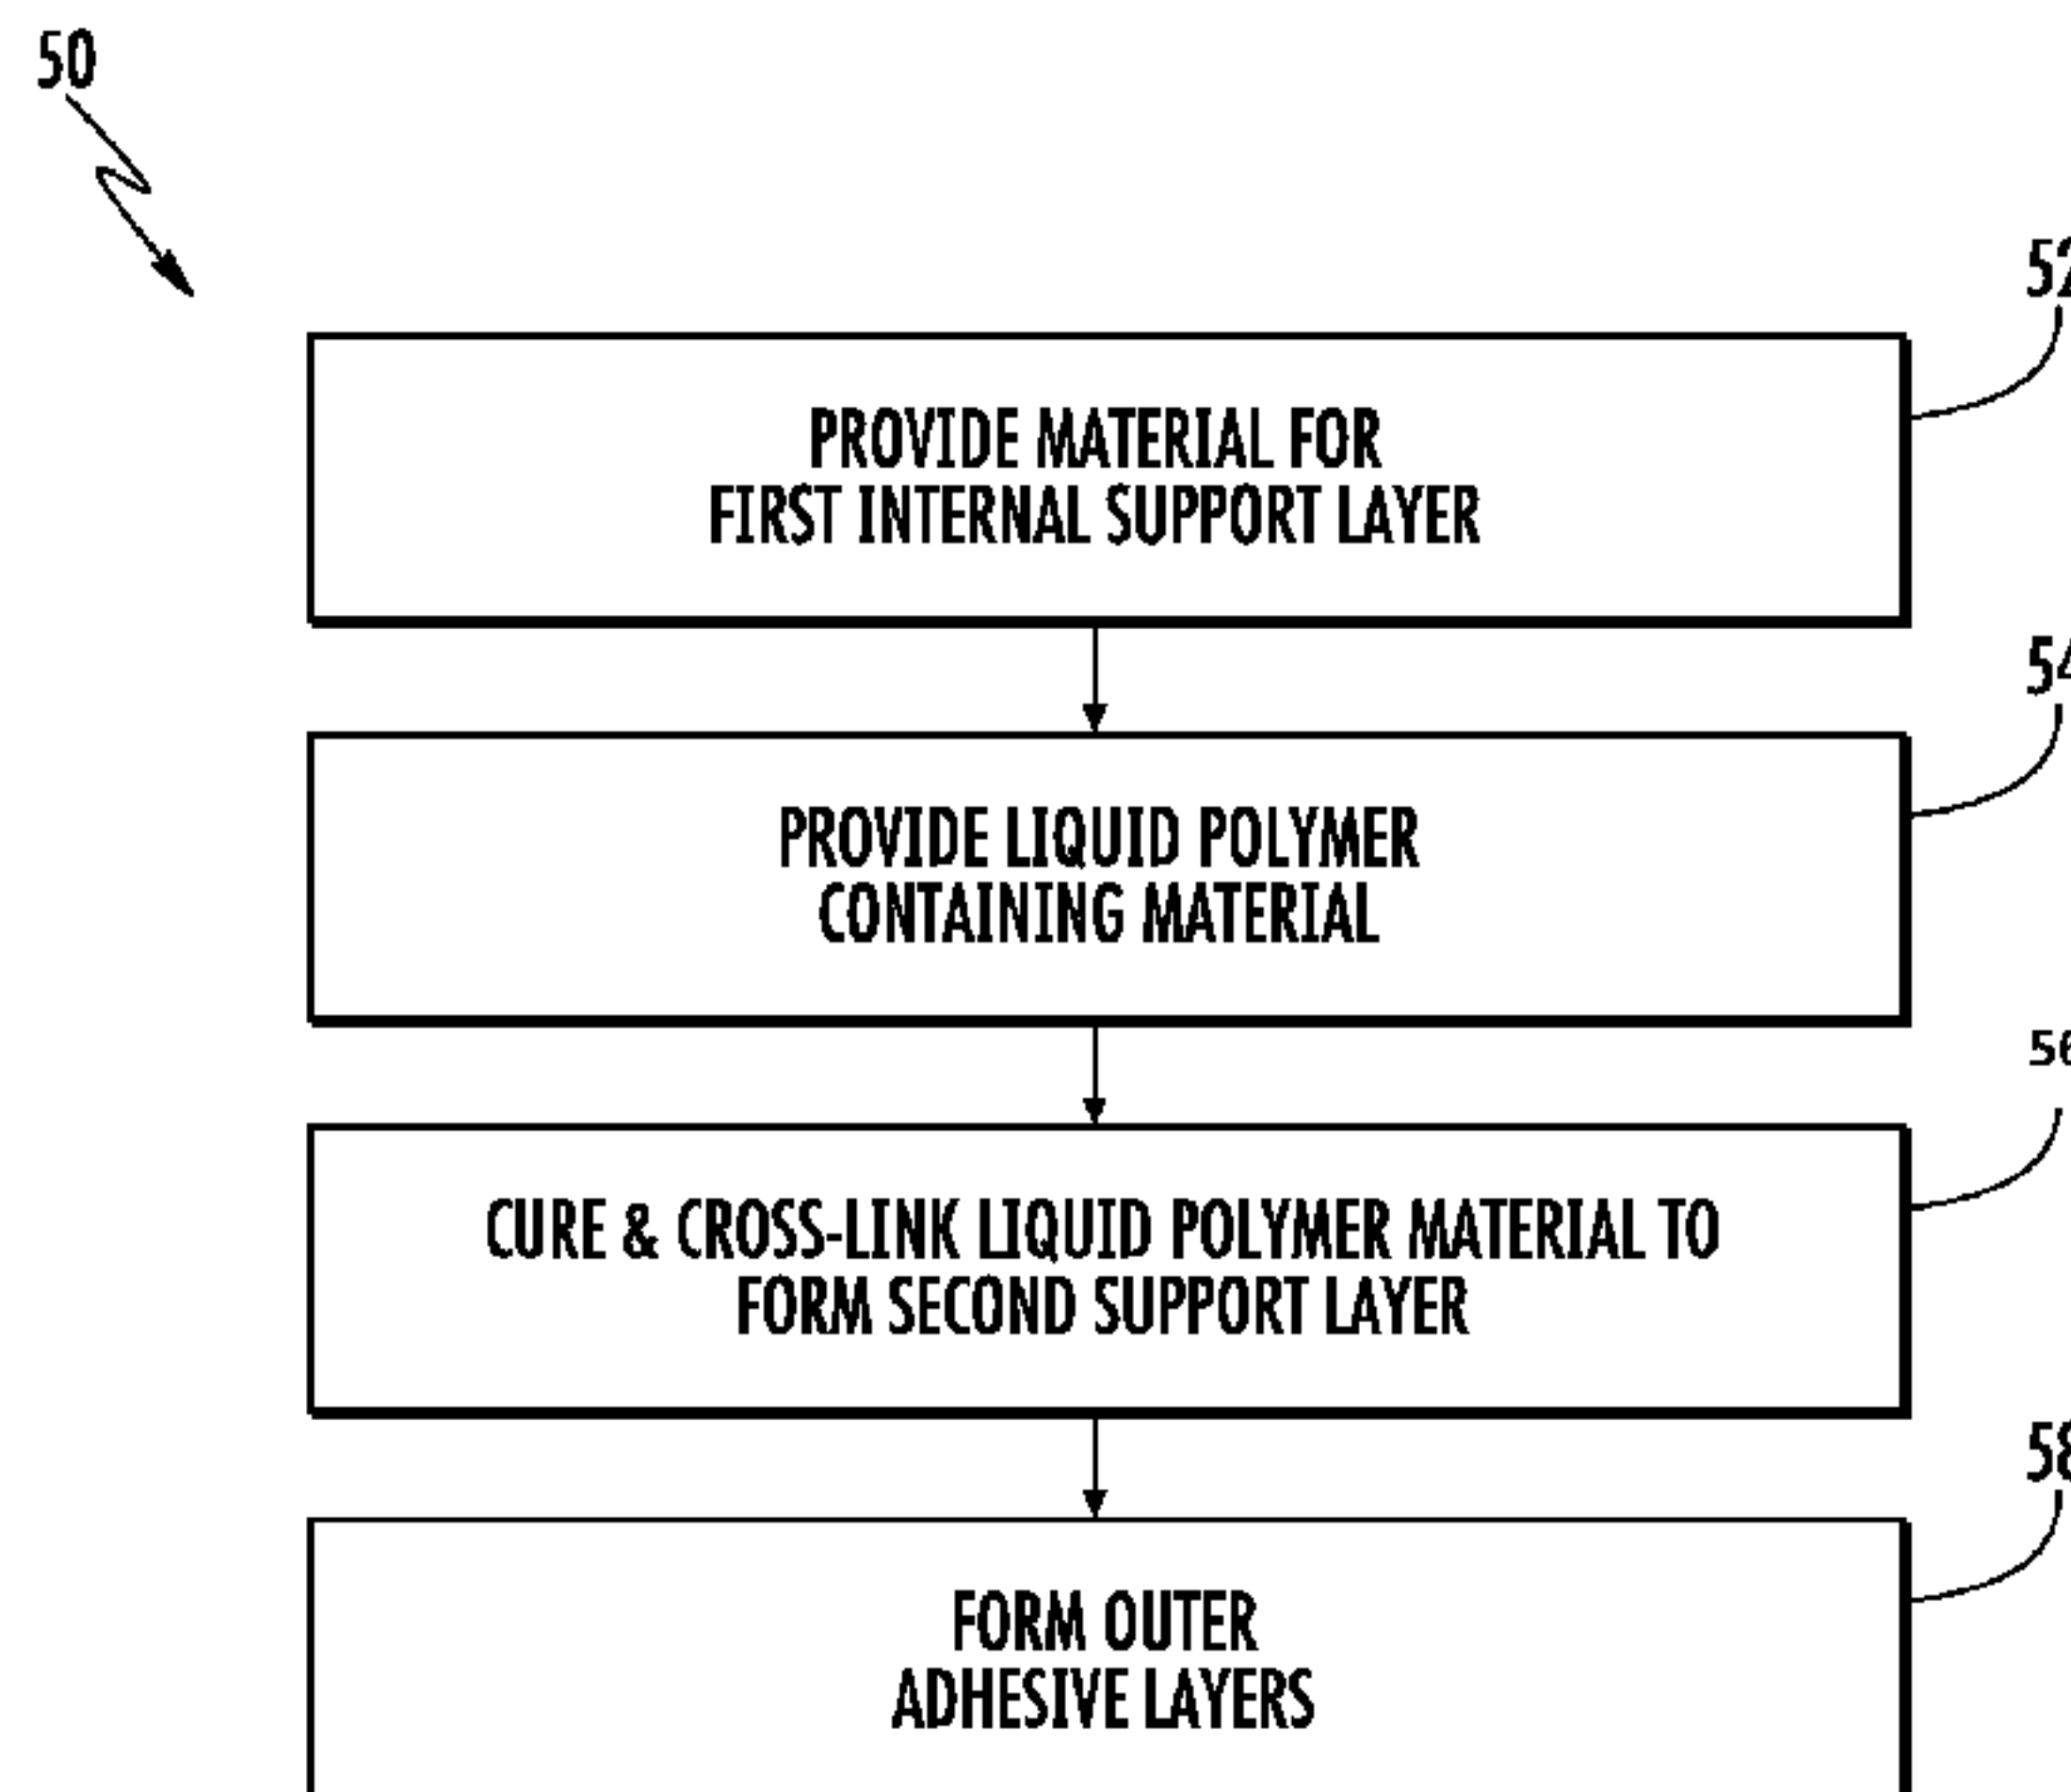 50
52
PROVIDE MATERIAL FOR
FIRST INTERNAL SUPPORT LAYER
54
PROVIDE LIQUID POLYMER
CONTAINING MATERIAL
56
CURE & CROSS-LINK LIQUID POLYMER MATERIAL TO
FORM SECOND SUPPORT LAYER
58
FORM OUTER
ADHESIVE LAYERS